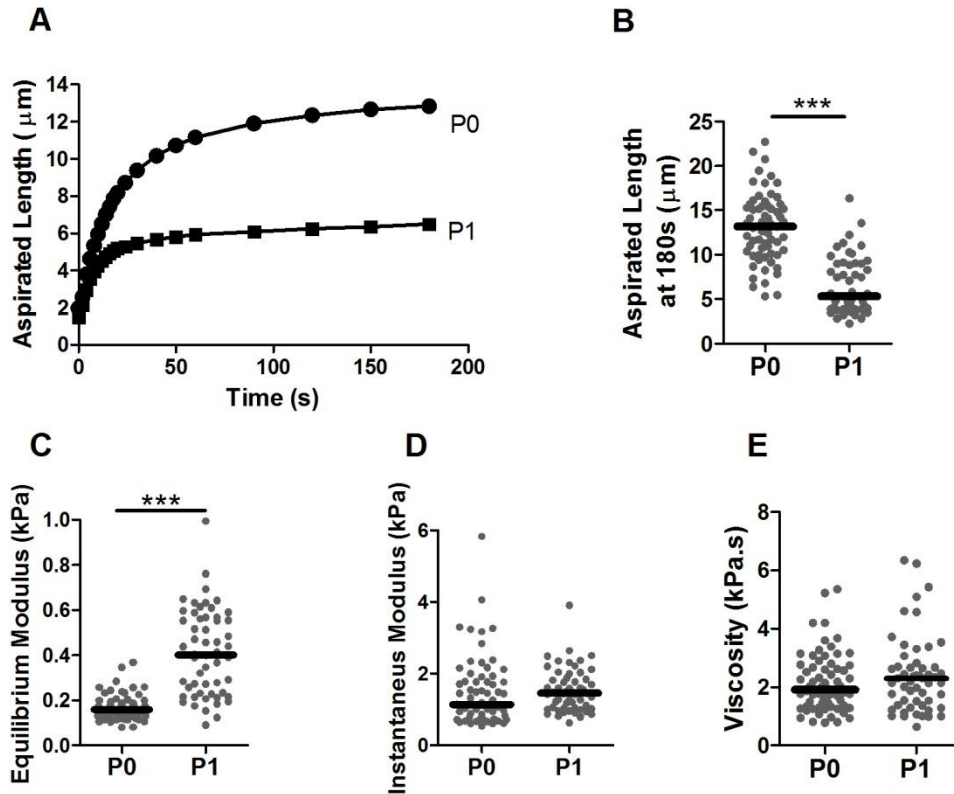 A
Aspirated Length ( μm)
14
12
10
8
6
4
2
0
0
50
100
150
200
Time (s)
P0
P1
B
Aspirated Length
at 180s (μm)
25
20
15
10
5
0
***
P0
P1
C
Equilibrium Modulus (kPa)
1.0
0.8
0.6
0.4
0.2
0.0
***
P0
P1
D
Instantaneus Modulus (kPa)
6
4
2
0
P0
P1
E
Viscosity (kPa.s)
8
6
4
2
0
P0
P1